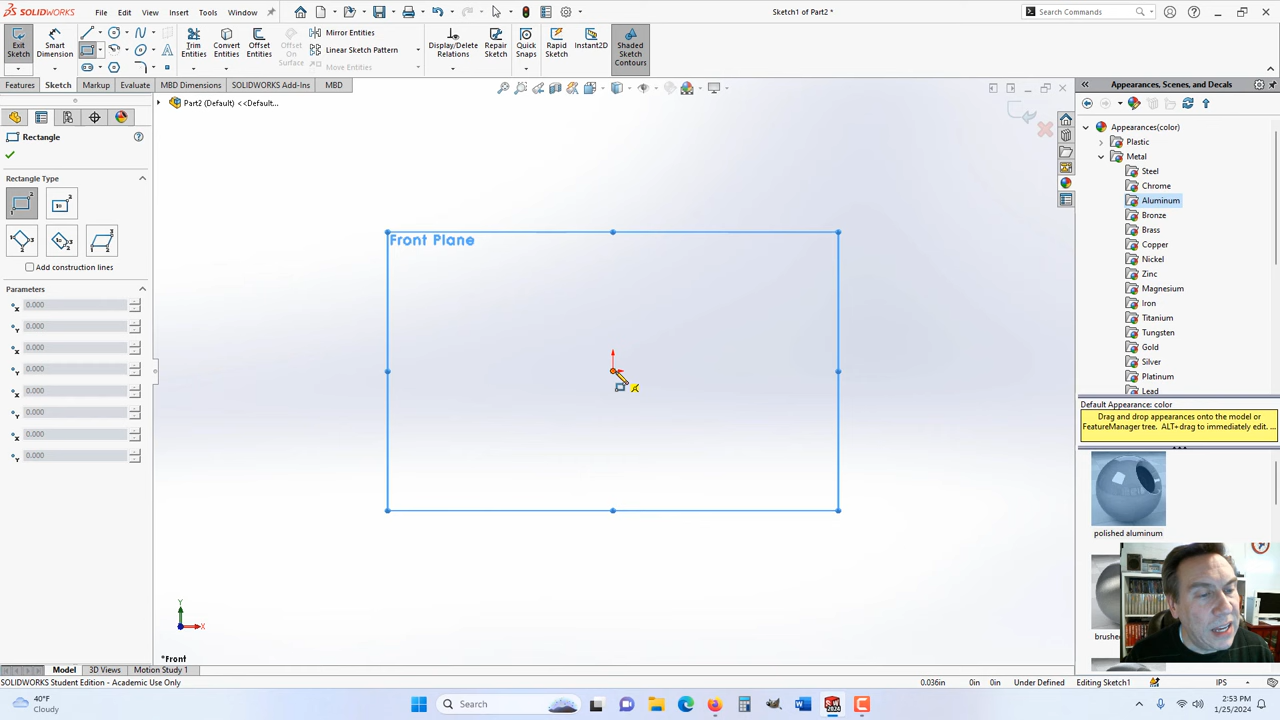 SOLIDWORKS File Edit View Insert Tools Window Sketch1 of Part2 * Search Commands
Exit Sketch Smart Dimension Trim Entities Convert Entities Offset Entities Offset On Surface Mirror Entities Linear Sketch Pattern Move Entities Display/Delete Relations Repair Sketch Quick Snaps Rapid Sketch Instant2D Shaded Sketch Contours
Features Sketch Markup Evaluate MBD Dimensions SOLIDWORKS Add-Ins MBD
Part2 (Default) <<Default...
Rectangle
Rectangle Type
Add construction lines
Parameters
0.000
0.000
0.000
0.000
0.000
0.000
0.000
0.000
Front Plane
Y
X
*Front
Appearances, Scenes, and Decals
Appearances(color)
Plastic
Metal
Steel
Chrome
Aluminum
Bronze
Brass
Copper
Nickel
Zinc
Magnesium
Iron
Titanium
Tungsten
Gold
Silver
Platinum
Lead
Default Appearance: color
Drag and drop appearances onto the model or
FeatureManager tree. ALT+drag to immediately edit. ...
polished aluminum
Model 3D Views Motion Study 1
SOLIDWORKS Student Edition - Academic Use Only 0.036in 0in 0in Under Defined Editing Sketch1 IPS
40°F
Cloudy
Search
2:53 PM
1/25/2024